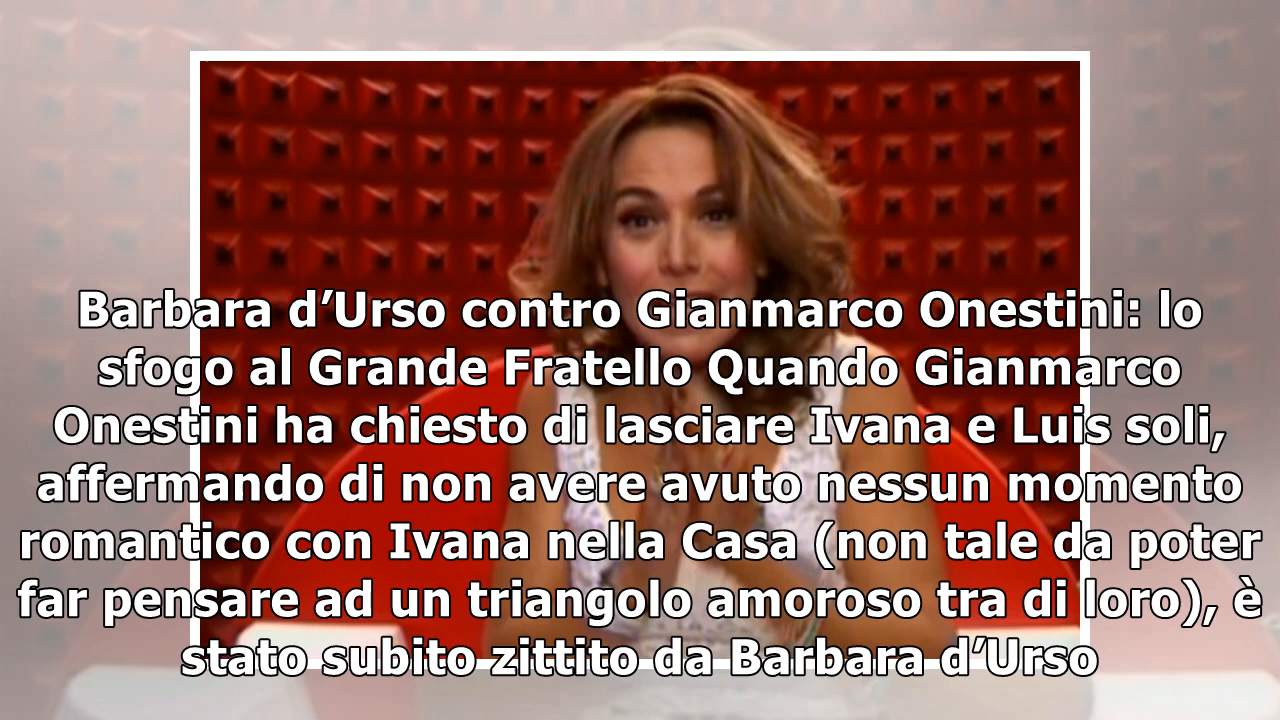 Barbara d’Urso contro Gianmarco Onestini: lo
sfogo al Grande Fratello Quando Gianmarco
Onestini ha chiesto di lasciare Ivana e Luis soli,
affermando di non avere avuto nessun momento
romantico con Ivana nella Casa (non tale da poter
far pensare ad un triangolo amoroso tra di loro), è
stato subito zittito da Barbara d’Urso